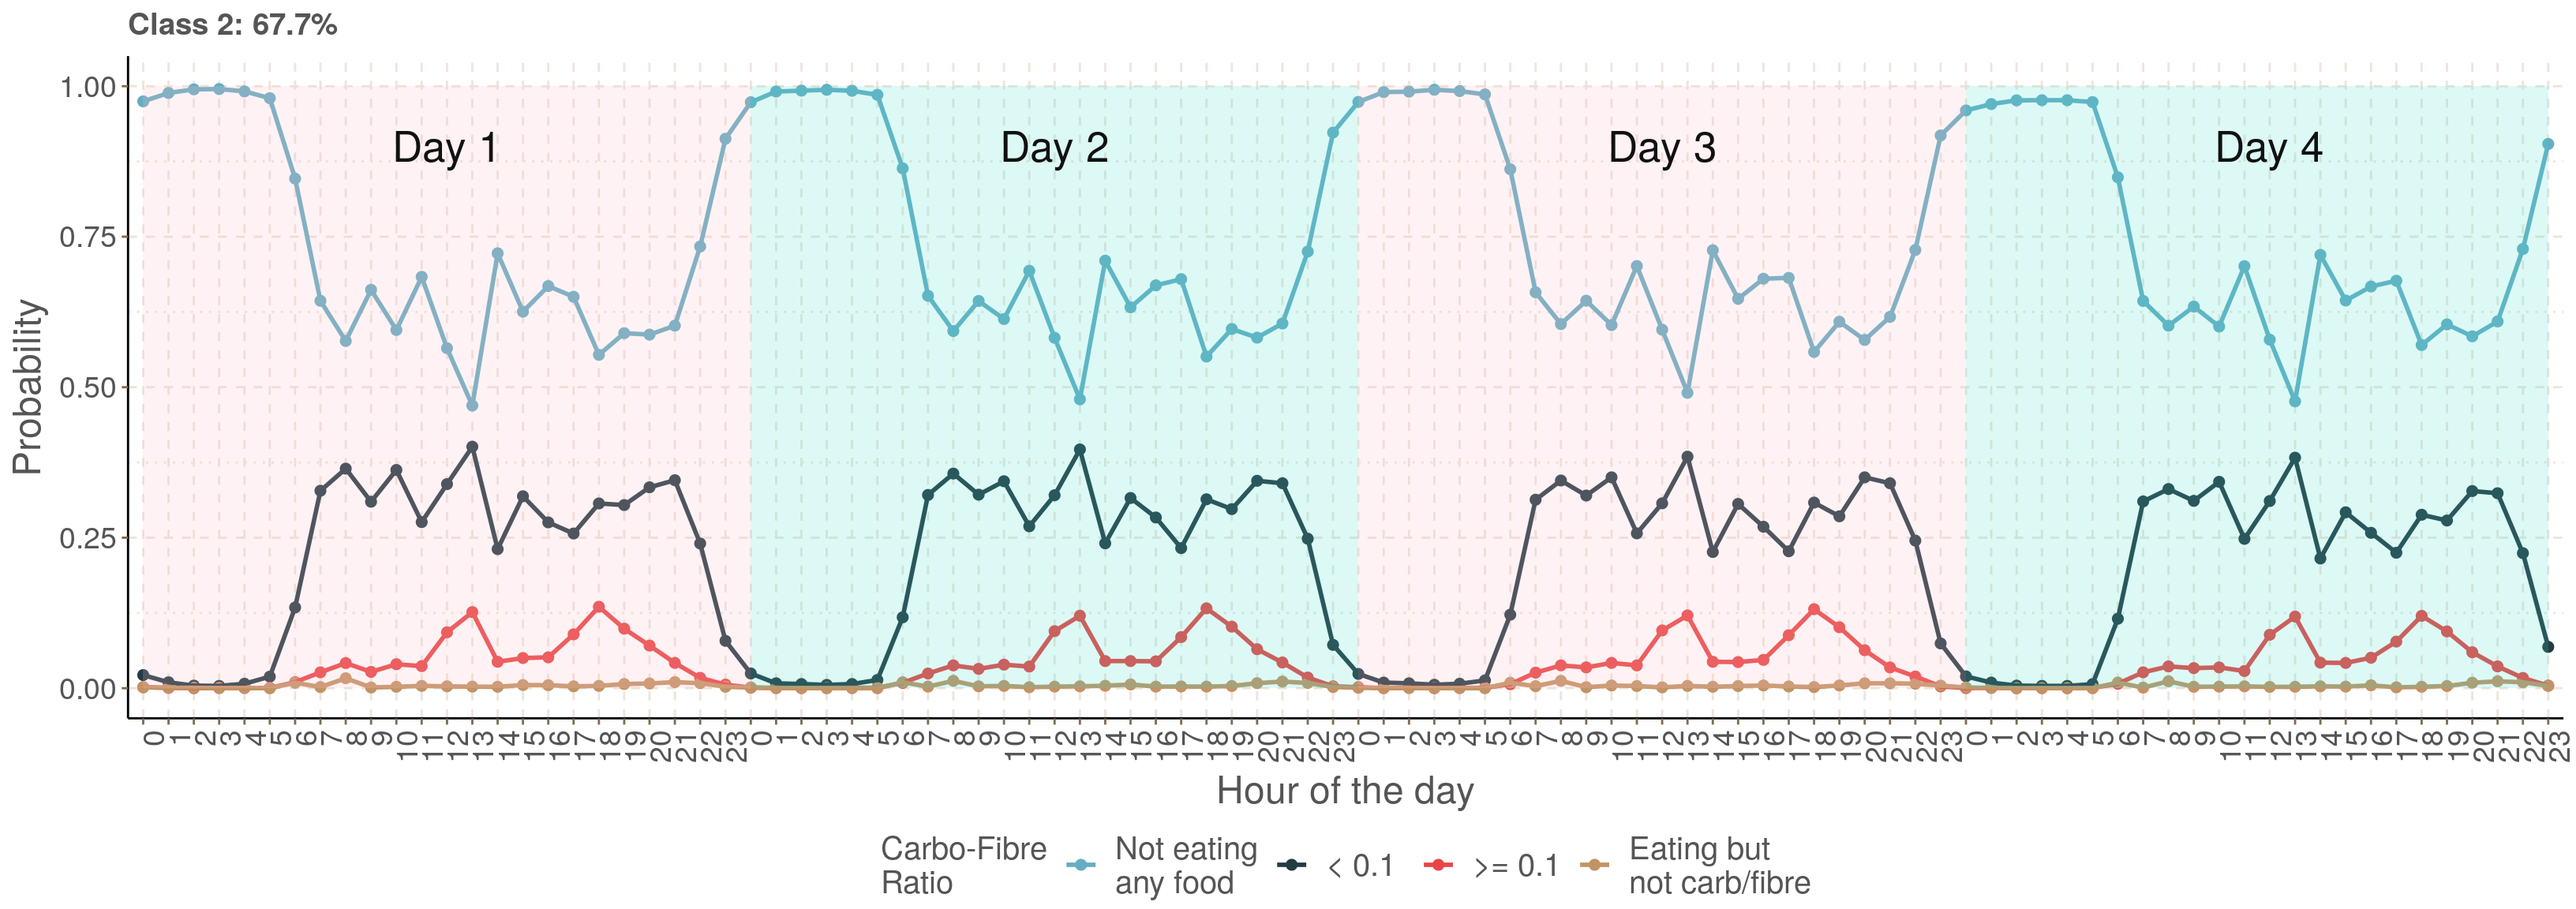 Class 2: 67.7%
1.00
0.75
0.50
0.25
0.00
Probability
Day 1 Day 2 Day 3 Day 4
0 1 2 3 4 5 6 7 8 9 10 11 12 13 14 15 16 17 18 19 20 21 22 23 0 1 2 3 4 5 6 7 8 9 10 11 12 13 14 15 16 17 18 19 20 21 22 23 0 1 2 3 4 5 6 7 8 9 10 11 12 13 14 15 16 17 18 19 20 21 22 23 0 1 2 3 4 5 6 7 8 9 10 11 12 13 14 15 16 17 18 19 20 21 22 23
Hour of the day
Carbo-Fibre
Ratio
Not eating
any food
< 0.1
>= 0.1
Eating but
not carb/fibre